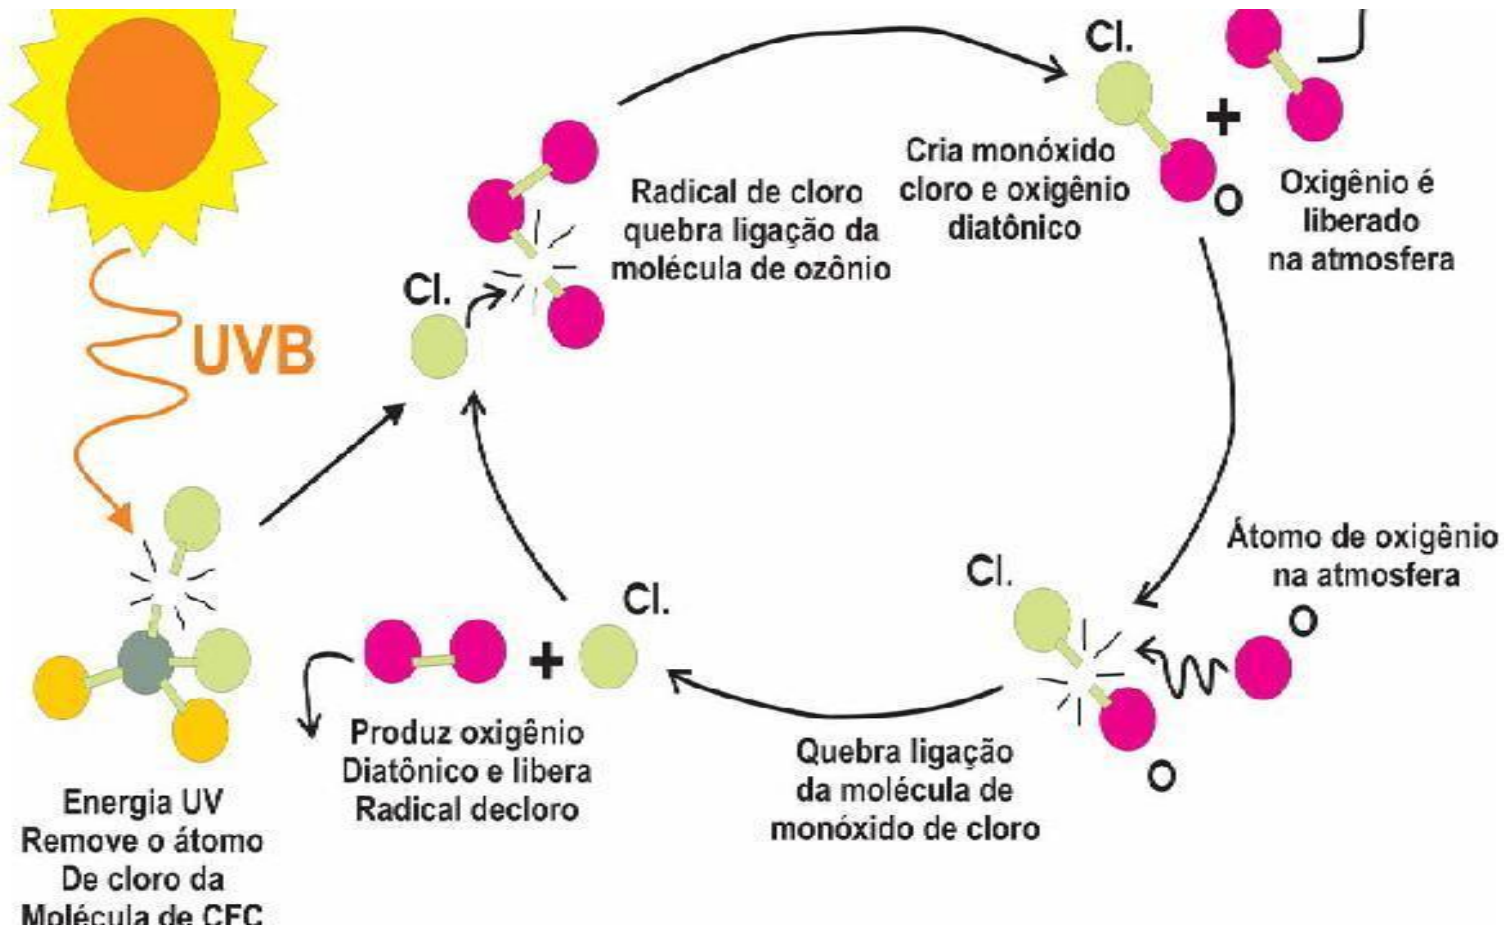 Cl.
+
Cria monóxido
cloro e oxigênio
diatônico
O
Oxigênio é
liberado
na atmosfera
Radical de cloro
quebra ligação da
molécula de ozônio
Cl.
UVB
Átomo de oxigênio
na atmosfera
O
Cl.
O
Quebra ligação
da molécula de
monóxido de cloro
Cl.
+
Produz oxigênio
Diatônico e libera
Radical decloro
Energia UV
Remove o átomo
De cloro da
Molécula de CFC